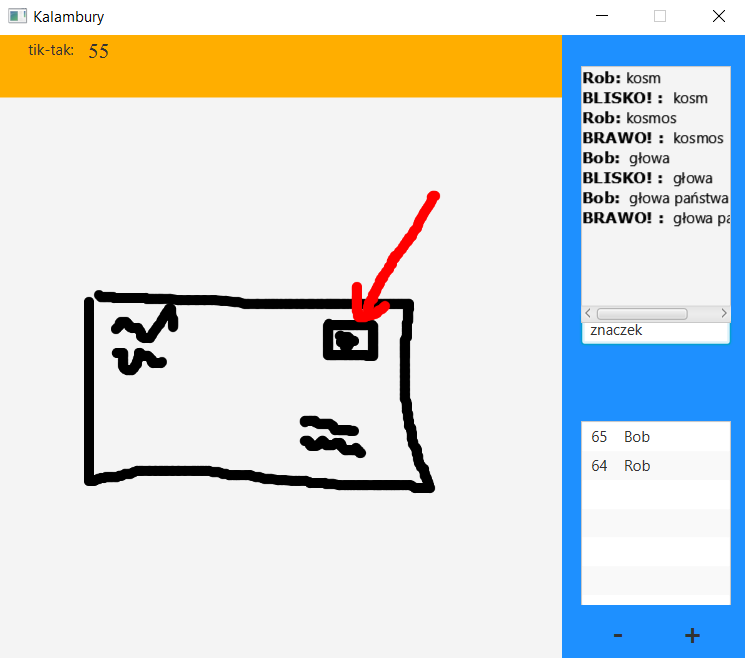 Kalambury
tik-tak: 55
Rob: kosm
BLISKO! : kosm
Rob: kosmos
BRAWO! : kosmos
Bob: głowa
BLISKO! : głowa
Bob: głowa państwa
BRAWO! : głowa pa
znaczek
65 Bob
64 Rob
- +